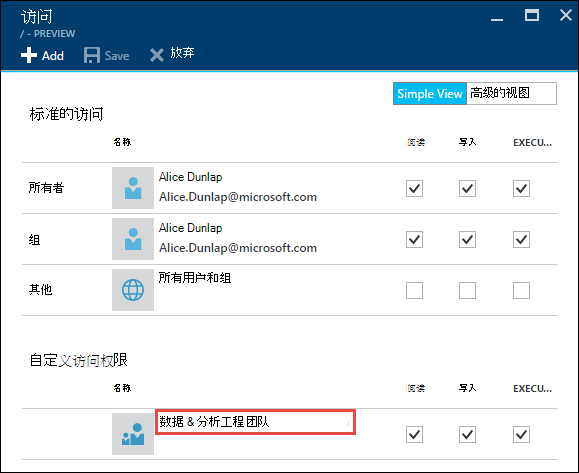 访问
/ - PREVIEW
Add Save 放弃
Simple View 高级的视图
标准的访问
名称 阅读 写入 EXECU...
所有者 Alice Dunlap
Alice.Dunlap@microsoft.com
组 Alice Dunlap
Alice.Dunlap@microsoft.com
其他 所有用户和组
自定义访问权限
名称 阅读 写入 EXECU...
数据 & 分析工程团队